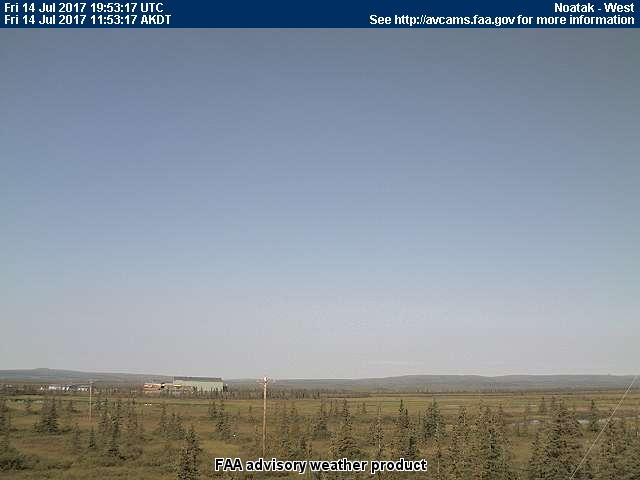 Fri 14 Jul 2017 19:53:17 UTC
Noatak - West
Fri 14 Jul 2017 11:53:17 AKDT
See http://avcams.faa.gov for more information
FAA advisory weather product